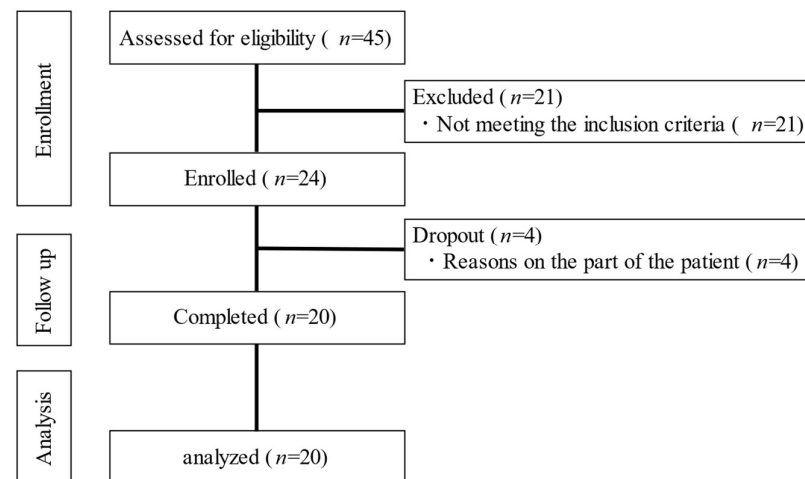 Enrollment
Assessed for eligibility ( n=45)
Excluded (n=21)
・Not meeting the inclusion criteria ( n=21)
Enrolled (n=24)
Follow up
Dropout (n=4)
・Reasons on the part of the patient (n=4)
Completed (n=20)
Analysis
analyzed (n=20)